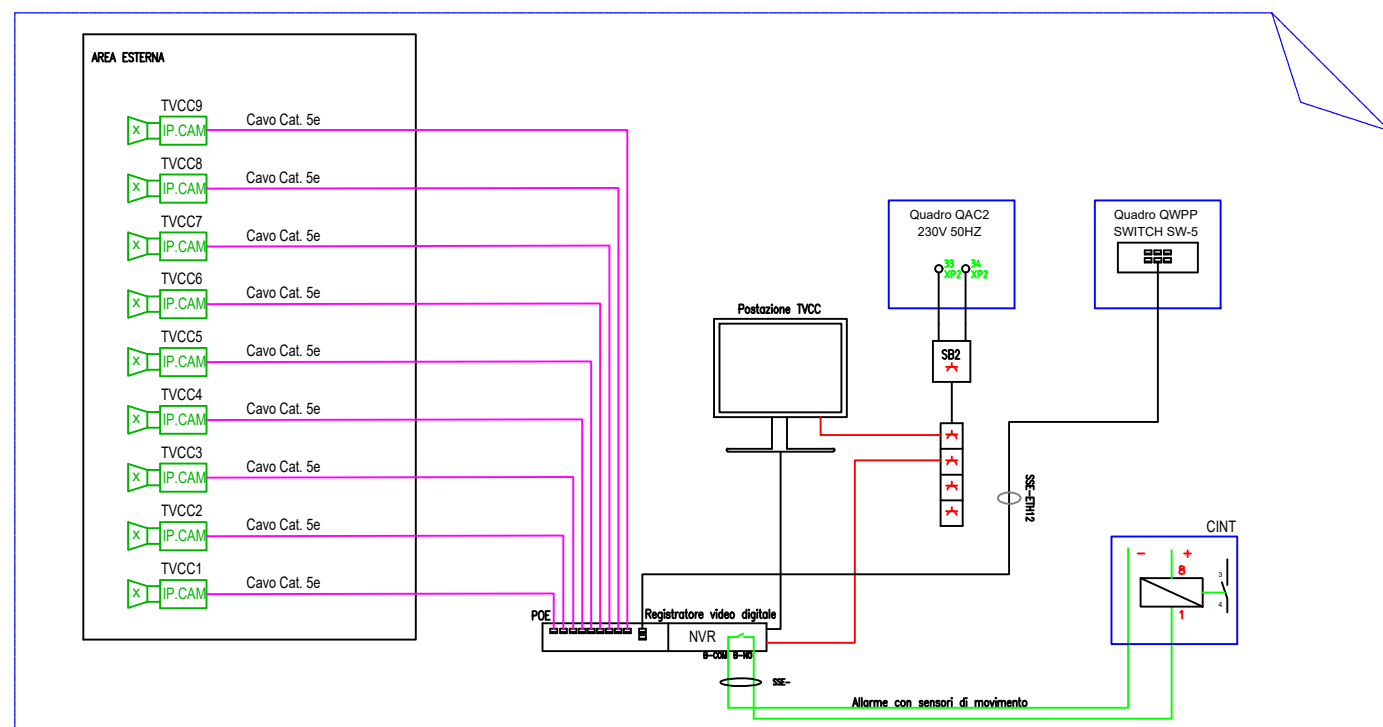 AREA ESTERNA
TVCC9
X
IP.CAM
Cavo Cat. 5e
TVCC8
X
IP.CAM
Cavo Cat. 5e
TVCC7
X
IP.CAM
Cavo Cat. 5e
TVCC6
X
IP.CAM
Cavo Cat. 5e
TVCC5
X
IP.CAM
Cavo Cat. 5e
TVCC4
X
IP.CAM
Cavo Cat. 5e
TVCC3
X
IP.CAM
Cavo Cat. 5e
TVCC2
X
IP.CAM
Cavo Cat. 5e
TVCC1
X
IP.CAM
Cavo Cat. 5e
POE
Registratore video digitale
NVR
B-COM B-NO
SSE-
Postazione TVCC
Quadro QAC2
230V 50HZ
33
XP2
34
XP2
SB2
Quadro QWPP
SWITCH SW-5
SSE-ETH12
CINT
- +
8
3
4
1
Allarme con sensori di movimento